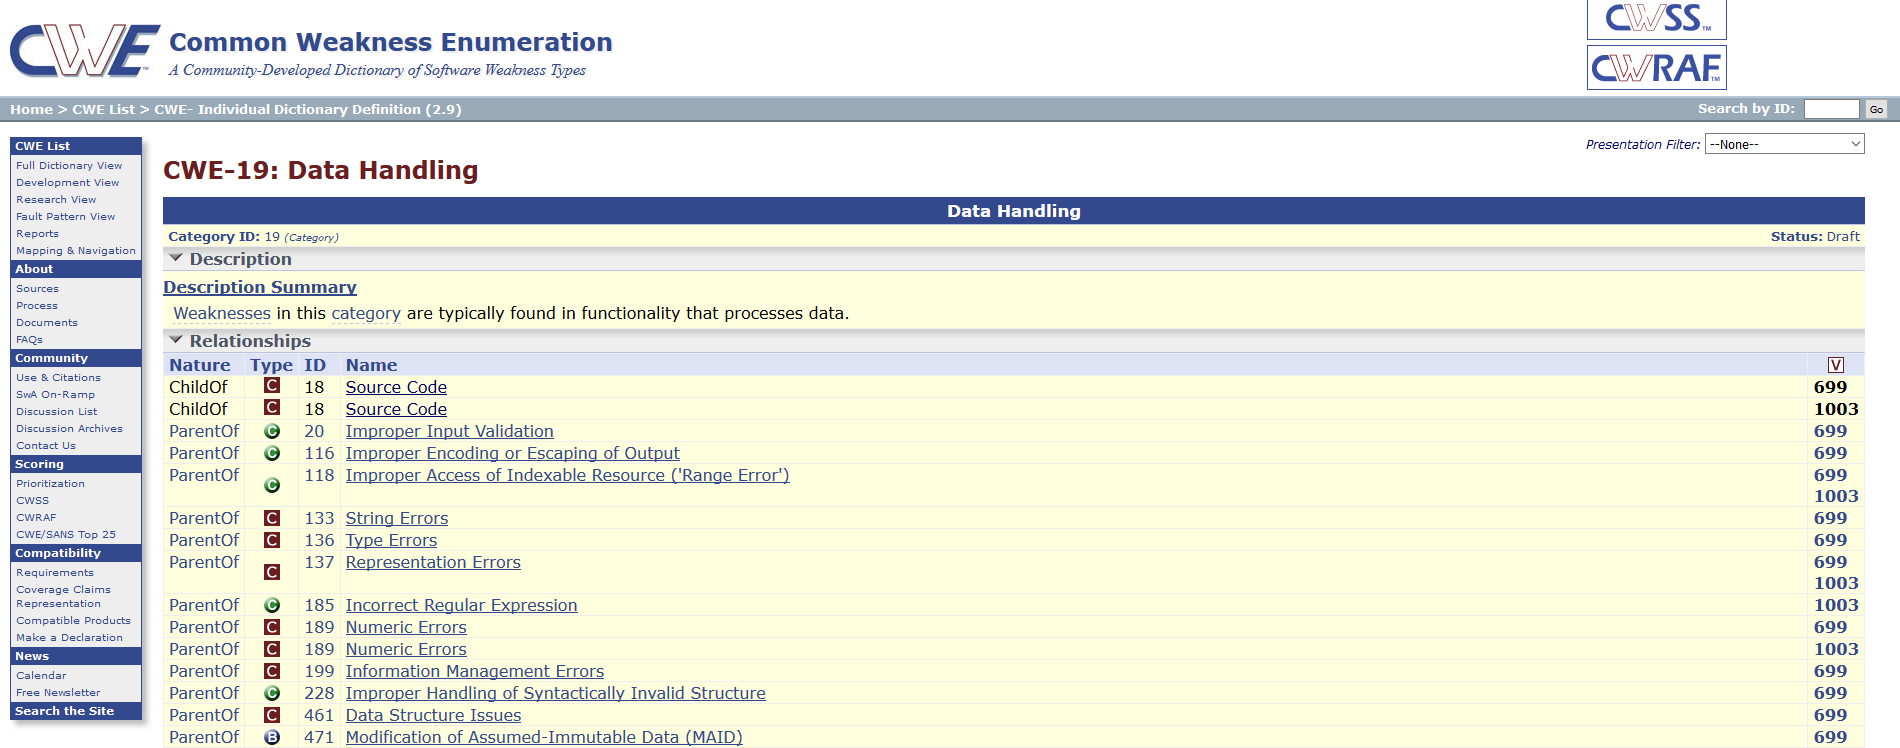 CWE™ Common Weakness Enumeration
A Community-Developed Dictionary of Software Weakness Types
CWSS™
CWRAF™
Home > CWE List > CWE- Individual Dictionary Definition (2.9)
Search by ID: Go
Presentation Filter: --None--
CWE List
Full Dictionary View
Development View
Research View
Fault Pattern View
Reports
Mapping & Navigation
About
Sources
Process
Documents
FAQs
Community
Use & Citations
SwA On-Ramp
Discussion List
Discussion Archives
Contact Us
Scoring
Prioritization
CWSS
CWRAF
CWE/SANS Top 25
Compatibility
Requirements
Coverage Claims
Representation
Compatible Products
Make a Declaration
News
Calendar
Free Newsletter
Search the Site
CWE-19: Data Handling
Data Handling
Category ID: 19 (Category) Status: Draft
Description
Description Summary
Weaknesses in this category are typically found in functionality that processes data.
Relationships
Nature Type ID Name V
ChildOf C 18 Source Code 699
ChildOf C 18 Source Code 1003
ParentOf C 20 Improper Input Validation 699
ParentOf C 116 Improper Encoding or Escaping of Output 699
ParentOf C 118 Improper Access of Indexable Resource ('Range Error') 699
1003
ParentOf C 133 String Errors 699
ParentOf C 136 Type Errors 699
ParentOf C 137 Representation Errors 699
1003
ParentOf C 185 Incorrect Regular Expression 1003
ParentOf C 189 Numeric Errors 699
ParentOf C 189 Numeric Errors 1003
ParentOf C 199 Information Management Errors 699
ParentOf C 228 Improper Handling of Syntactically Invalid Structure 699
ParentOf C 461 Data Structure Issues 699
ParentOf B 471 Modification of Assumed-Immutable Data (MAID) 699